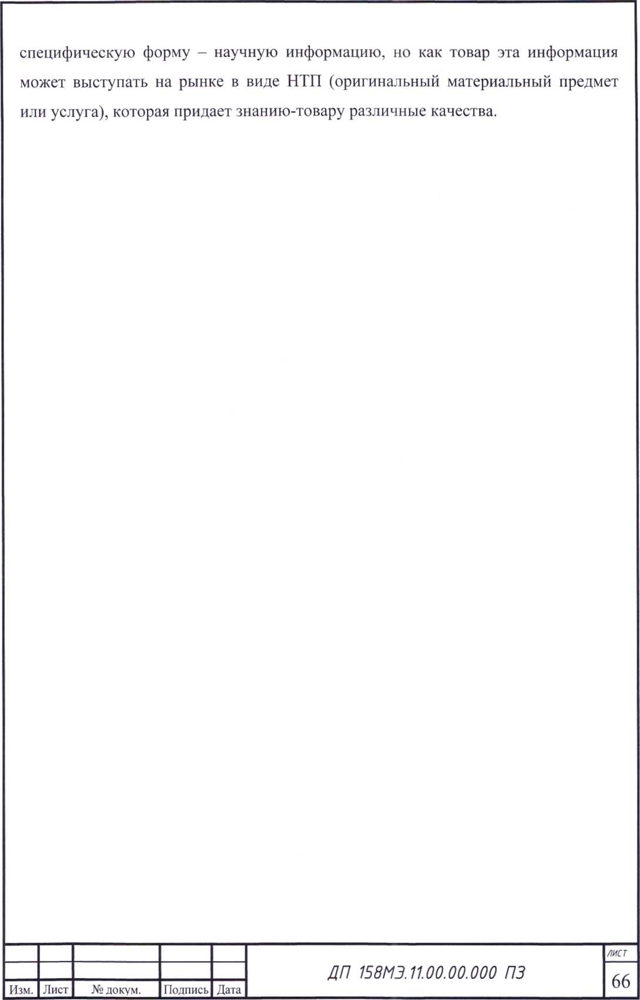 специфическую форму – научную информацию, но как товар эта информация
может выступать на рынке в виде НТП (оригинальный материальный предмет
или услуга), которая придает знанию-товару различные качества.
ДП 158МЭ.11.00.00.000 ПЗ
ЛИСТ
66
Изм. Лист № докум. Подпись Дата